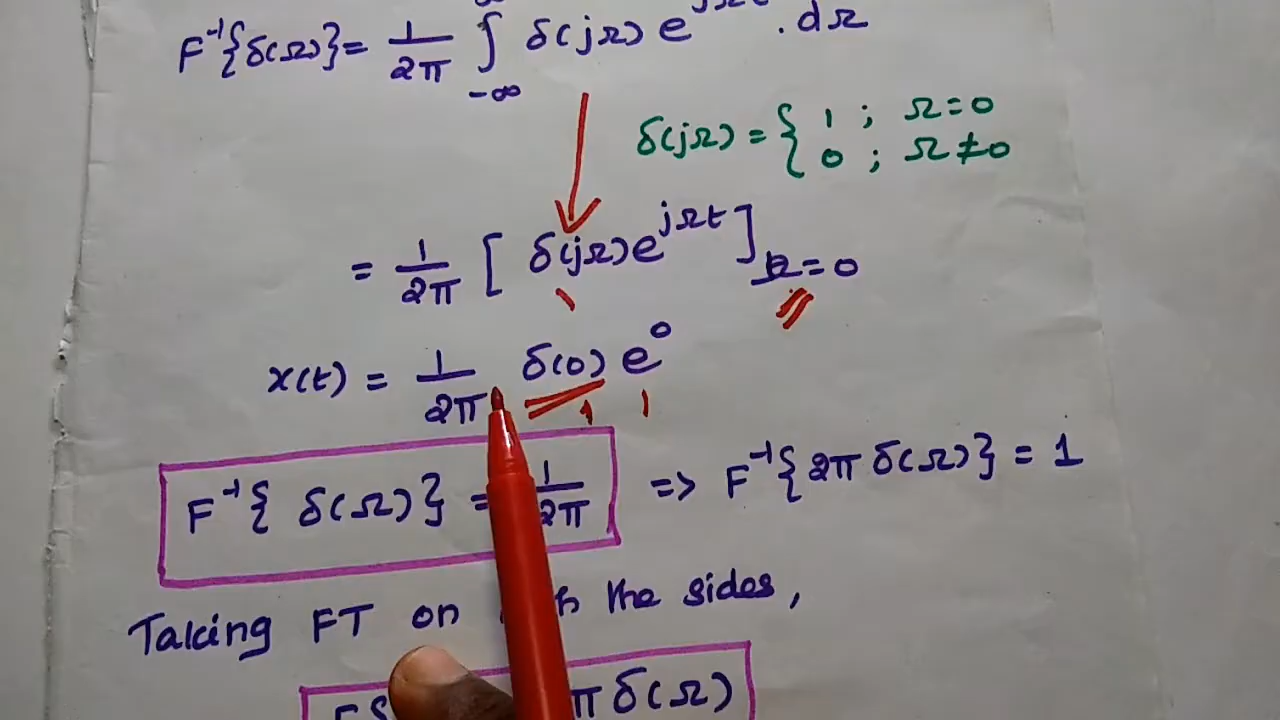 F⁻¹{δ(Ω)} = 1/2π ∫_{-∞}^{∞} δ(jΩ) e^{jΩt} . dΩ
δ(jΩ) = { 1 ; Ω = 0
0 ; Ω ≠ 0
= 1/2π [ δ(jΩ) e^{jΩt} ]_{Ω = 0}
x(t) = 1/2π δ(0) e⁰
1 1
F⁻¹{ δ(Ω) } = 1/2π => F⁻¹{2π δ(Ω)} = 1
Taking FT on the sides,
π δ(Ω)